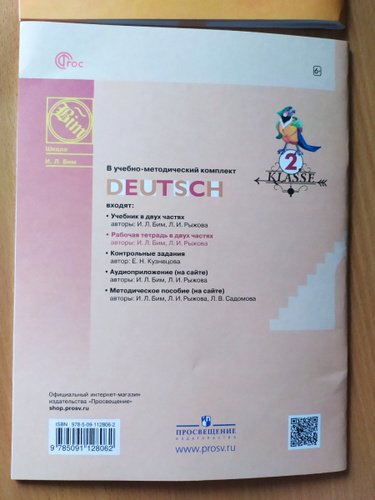 ФГОС
6+
Bim
Школа
И. Л. Бим
2
KLASSE
В учебно-методический комплект
DEUTSCH
входят:
• Учебник в двух частях
авторы: И. Л. Бим, Л. И. Рыжова
• Рабочая тетрадь в двух частях
авторы: И. Л. Бим, Л. И. Рыжова
• Контрольные задания
автор: Е. Н. Кузнецова
• Аудиоприложение (на сайте)
авторы: И. Л. Бим, Л. И. Рыжова
• Методическое пособие (на сайте)
авторы: И. Л. Бим, Л. И. Рыжова, Л. В. Садомова
Официальный интернет-магазин
издательства «Просвещение»
shop.prosv.ru
ISBN 978-5-09-112806-2
9 785091 128062
ПРОСВЕЩЕНИЕ
ИЗДАТЕЛЬСТВО
www.prosv.ru